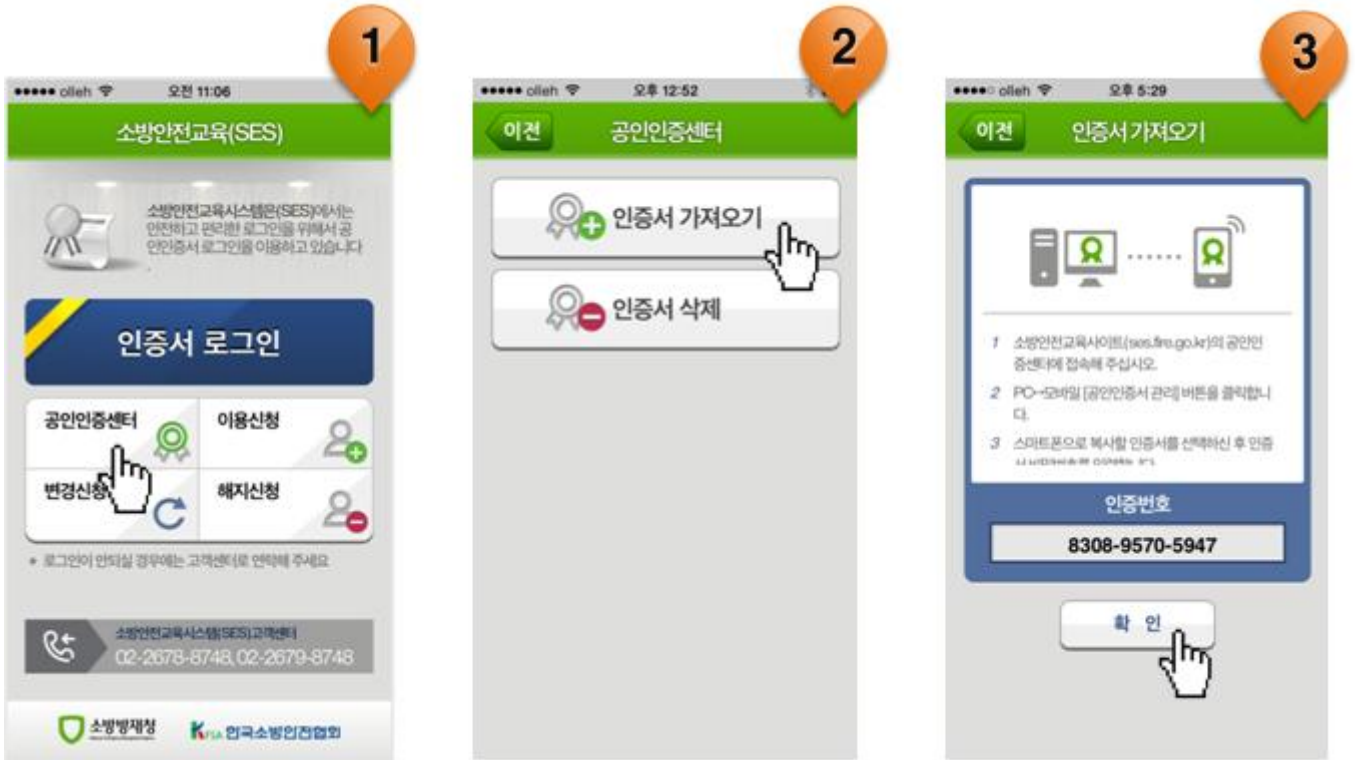 1
●●●●● olleh 오전 11:06
소방안전교육(SES)
소방안전교육시스템은(SES)에서는
안전하고 편리한 로그인을 위해서 공
인인증서 로그인을 이용하고 있습니다
.
인증서 로그인
공인인증센터
이용신청
변경신청
해지신청
* 로그인이 안되실 경우에는 고객센터로 연락해 주세요
소방안전교육시스템(SES)고객센터
02-2678-8748, 02-2679-8748
소방방재청
KFSA 한국소방안전협회
2
●●●●● olleh 오후 12:52
이전
공인인증센터
인증서 가져오기
인증서 삭제
3
●●●●○ olleh 오후 5:29
이전
인증서 가져오기
1 소방안전교육사이트(ses.fire.go.kr)의 공인인
증센터에 접속해 주십시오.
2 PC→모바일 [공인인증서 관리] 버튼을 클릭합니
다.
3 스마트폰으로 복사할 인증서를 선택하신 후 인증
인증번호
8308-9570-5947
확 인